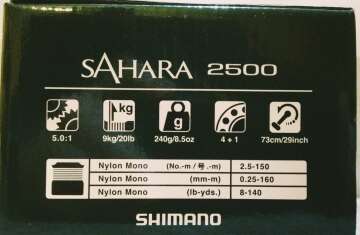 SAHARA 2500
kg
g
5.0:1 9kg/20lb 240g/8.5oz 4+1 73cm/29inch
Nylon Mono (No.-m / 号.-m) 2.5-150
Nylon Mono (mm-m) 0.25-160
Nylon Mono (lb-yds.) 8-140
SHIMANO